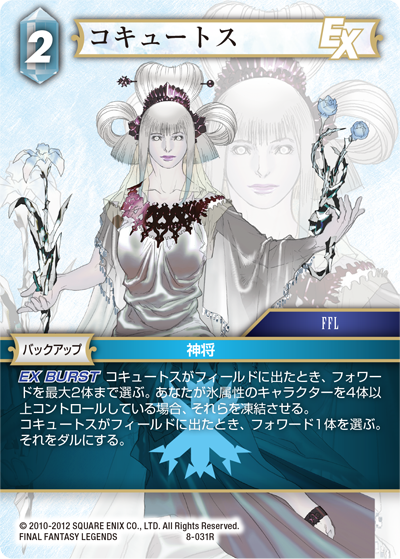 2
コキュートス
EX
FFL
バックアップ
神将
EX BURST コキュートスがフィールドに出たとき、フォワー
ドを最大2体まで選ぶ。あなたが氷属性のキャラクターを4体以
上コントロールしている場合、それらを凍結させる。
コキュートスがフィールドに出たとき、フォワード1体を選ぶ。
それをダルにする。
© 2010-2012 SQUARE ENIX CO., LTD. All Rights Reserved.
FINAL FANTASY LEGENDS 8-031R